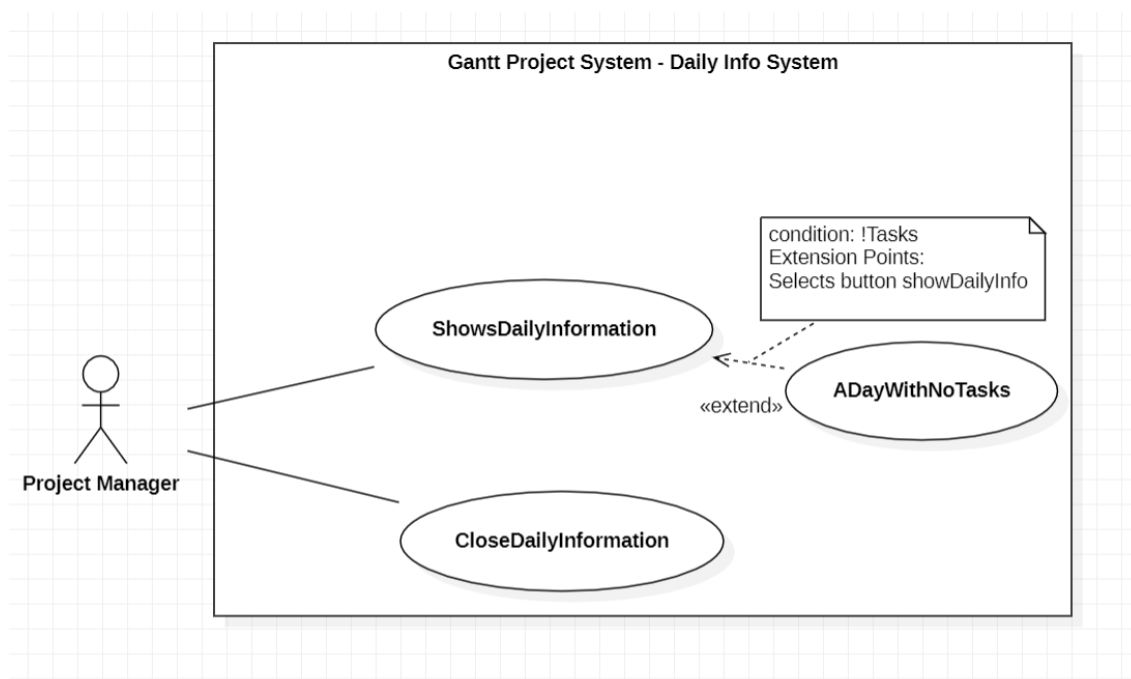 Gantt Project System - Daily Info System
condition: !Tasks
Extension Points:
Selects button showDailyInfo
ShowsDailyInformation
ADayWithNoTasks
«extend»
Project Manager
CloseDailyInformation